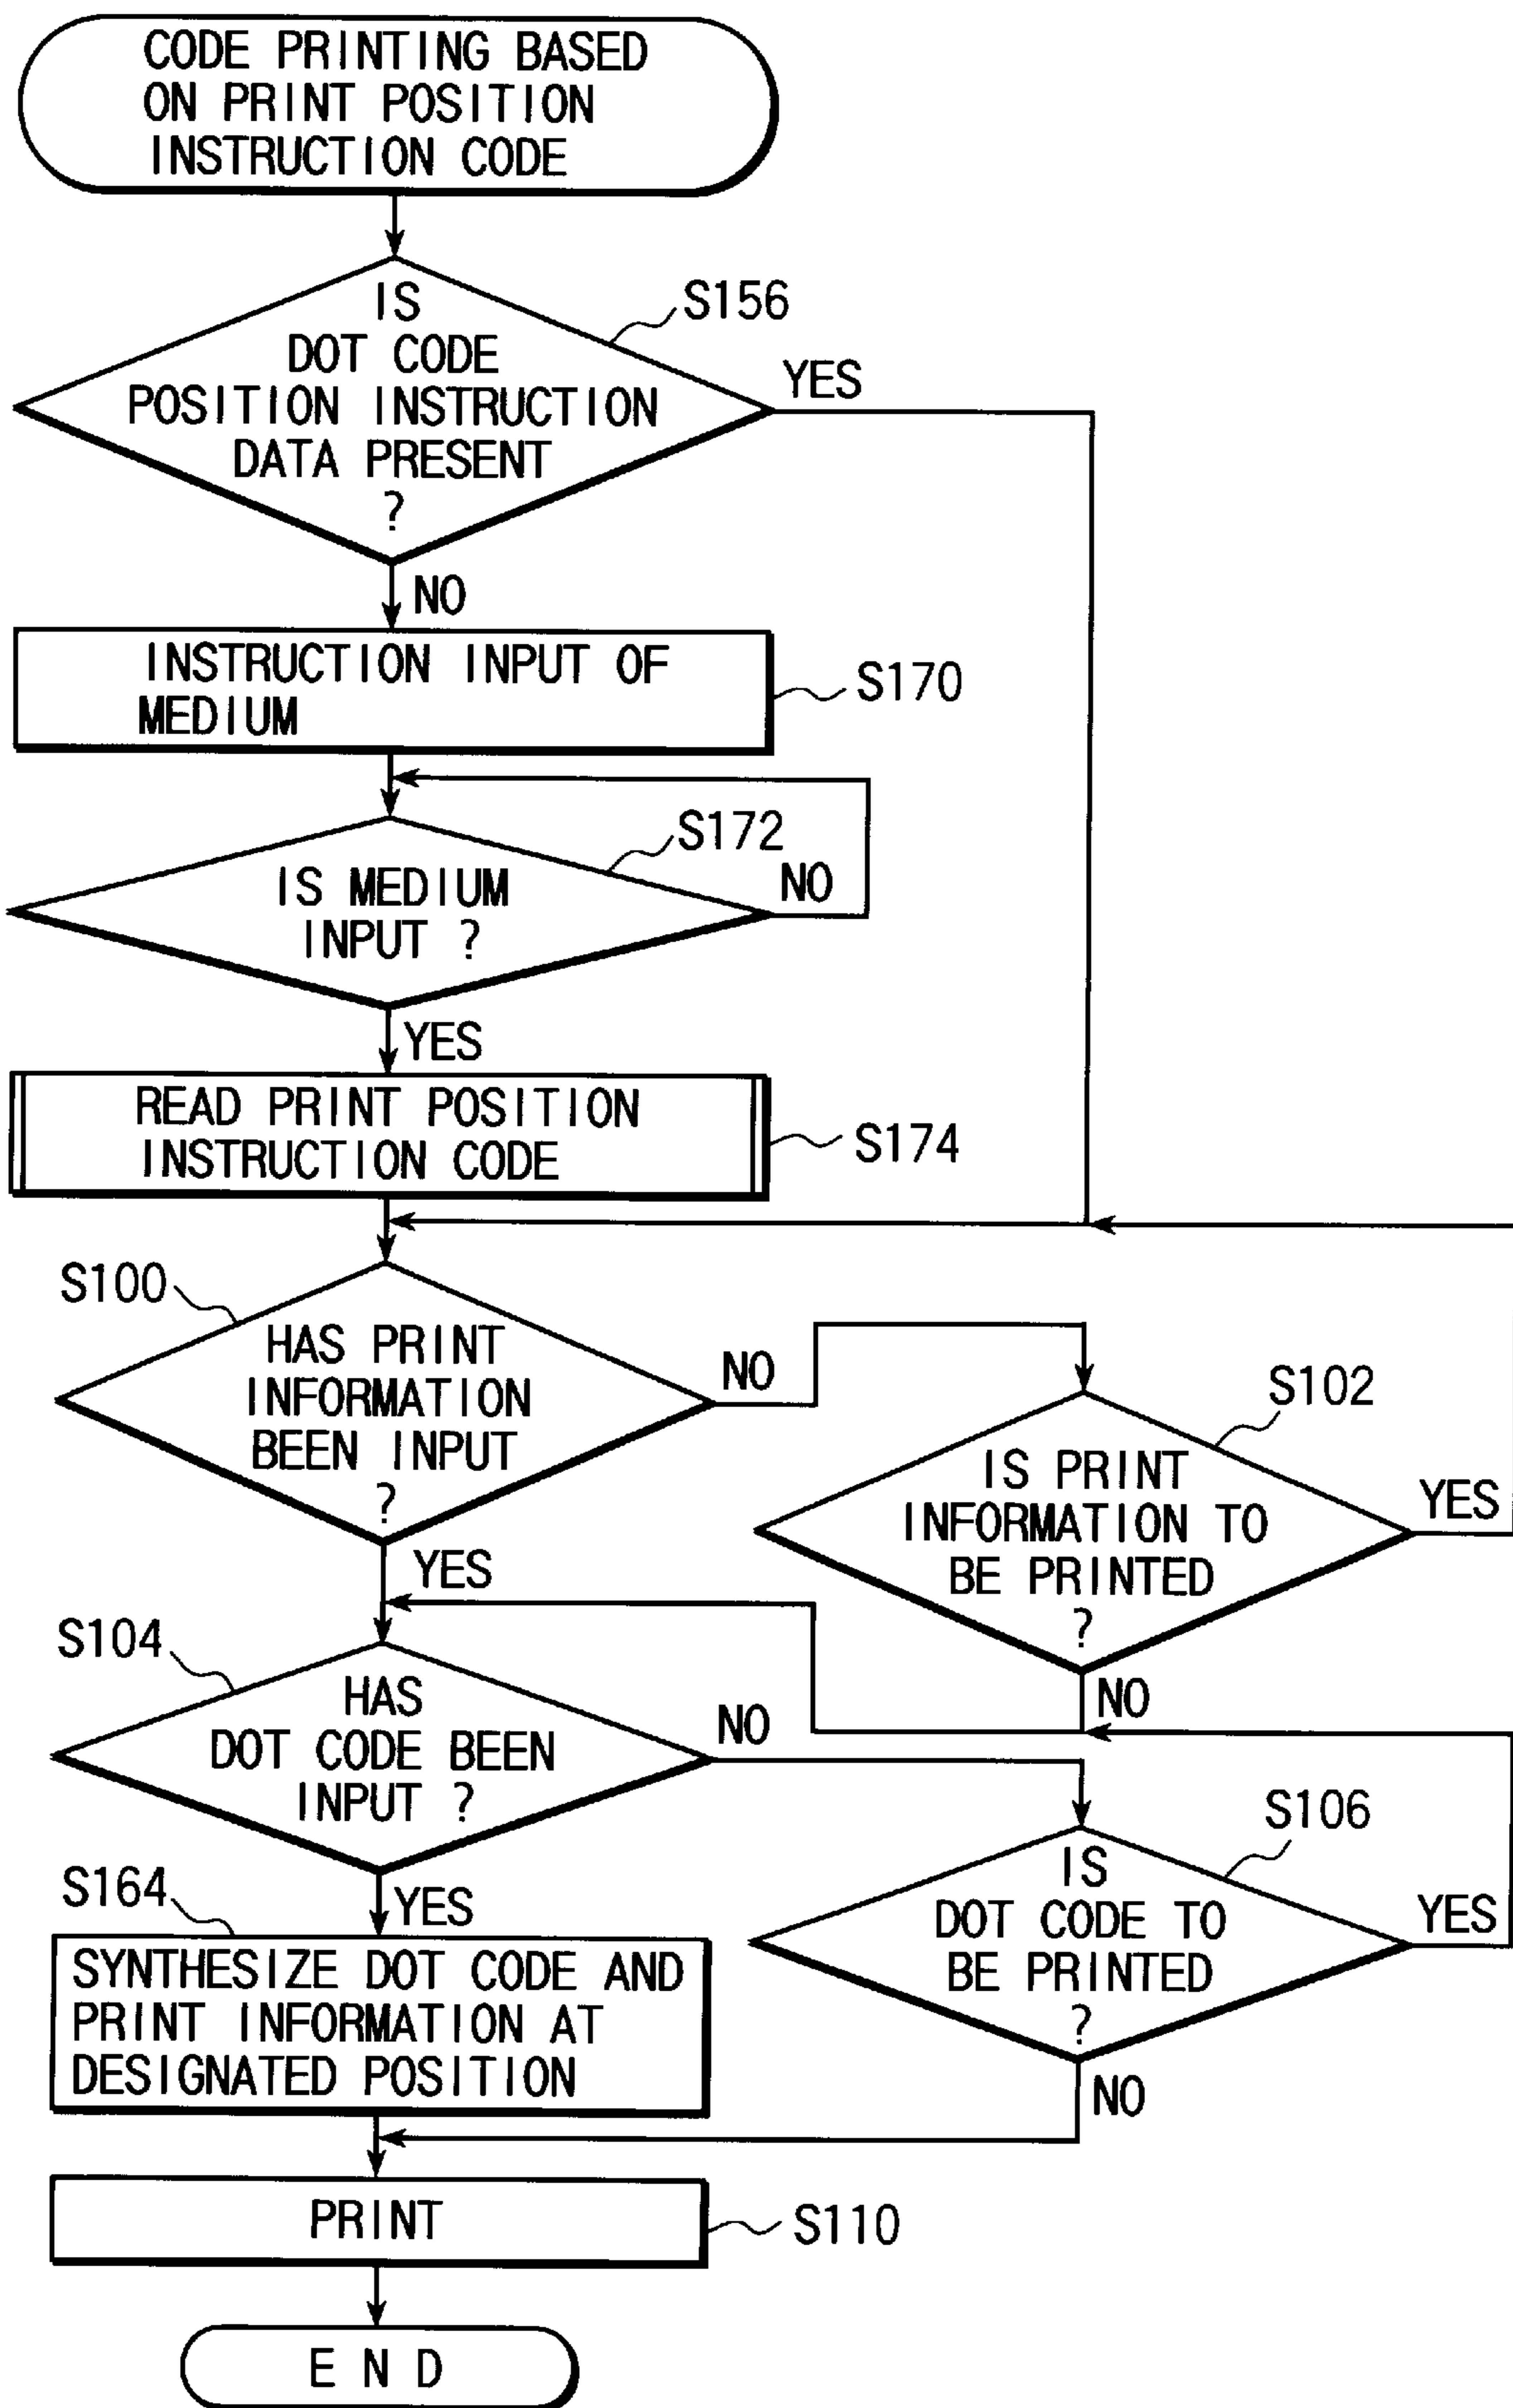 CODE PRINTING BASED
ON PRINT POSITION
INSTRUCTION CODE
IS
DOT CODE
POSITION INSTRUCTION
DATA PRESENT
?
S156
YES
NO
INSTRUCTION INPUT OF
MEDIUM
S170
IS MEDIUM
INPUT ?
S172
NO
YES
READ PRINT POSITION
INSTRUCTION CODE
S174
S100
HAS PRINT
INFORMATION
BEEN INPUT
?
NO
YES
S102
IS PRINT
INFORMATION TO
BE PRINTED
?
YES
NO
S104
HAS
DOT CODE BEEN
INPUT ?
NO
YES
S106
IS
DOT CODE TO
BE PRINTED
?
YES
NO
S164
SYNTHESIZE DOT CODE AND
PRINT INFORMATION AT
DESIGNATED POSITION
PRINT
S110
END